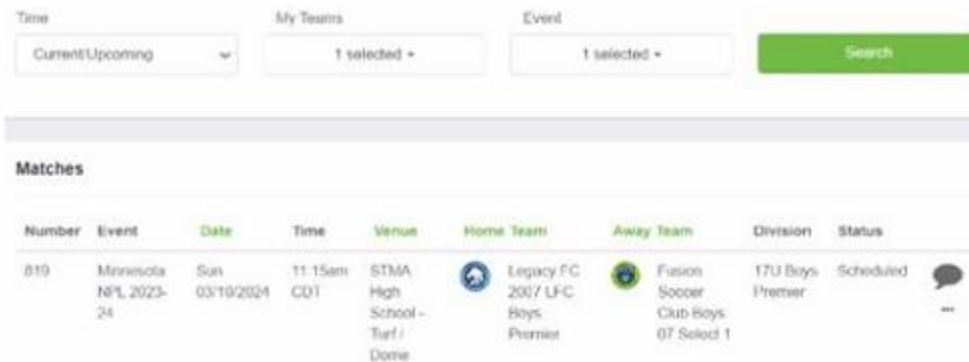 Time My Teams Event
Current/Upcoming 1 selected 1 selected Search
Matches
Number Event Date Time Venue Home Team Away Team Division Status
819 Minnesota Sun 11:15am STMA Legacy FC Fusion 17U Boys Scheduled
NPL 2023- 03/10/2024 CDT High 2007 LFC Soccer Premier
24 School - Boys Club Boys ...
Turf / Premier 07 Select 1
Dome